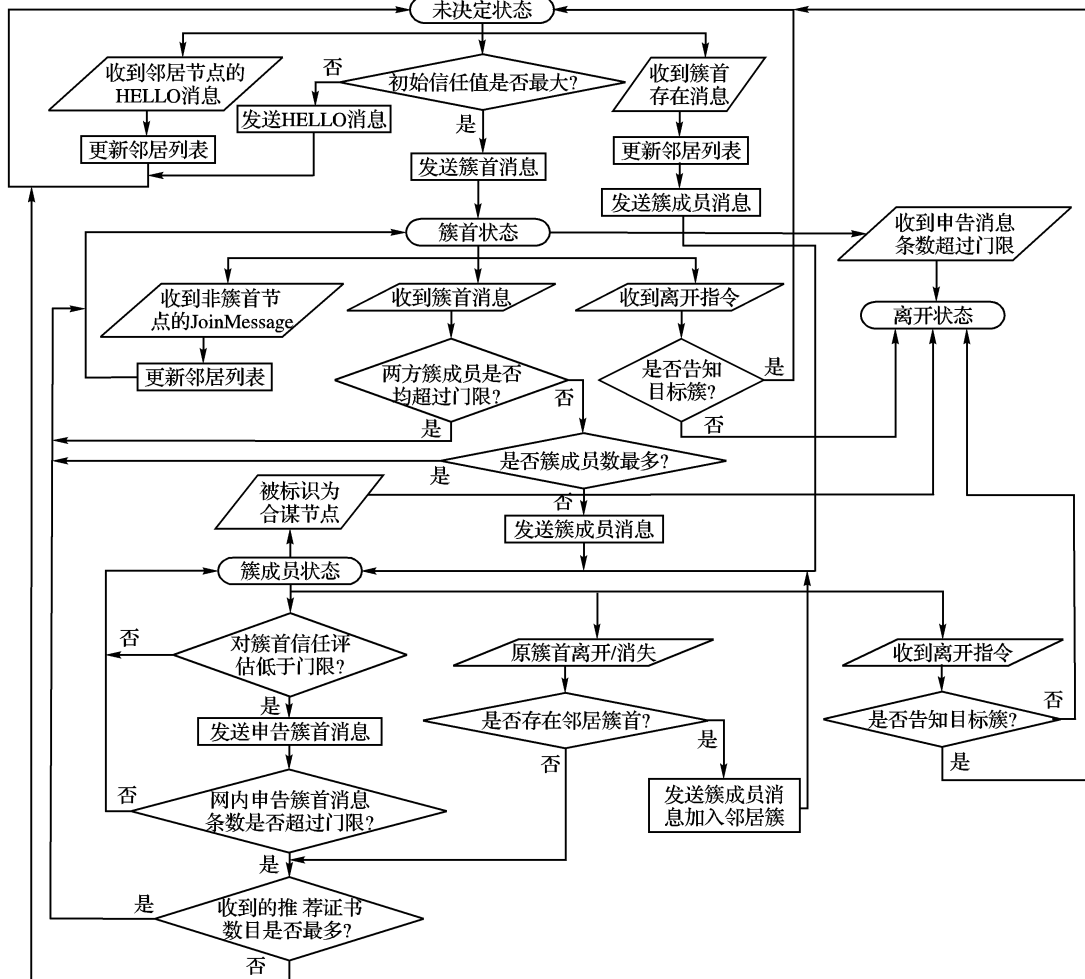 未决定状态
收到邻居节点的
HELLO消息
否
初始信任值是否最大?
收到簇首
存在消息
发送HELLO消息
是
更新邻居列表
更新邻居列表
发送簇首消息
发送簇成员消息
簇首状态
收到申告消息
条数超过门限
收到非簇首节
点的JoinMessage
收到簇首消息
收到离开指令
离开状态
更新邻居列表
两方簇成员是否
均超过门限?
否
是
是否告知
目标簇?
是
否
是否簇成员数最多?
是
否
被标识为
合谋节点
发送簇成员消息
簇成员状态
否
对簇首信任评
估低于门限?
原簇首离开/消失
收到离开指令
是
否
发送申告簇首消息
是否存在邻居簇首?
是
是否告知目标簇?
否
是
否
网内申告簇首消息
条数是否超过门限?
发送簇成员消
息加入邻居簇
是
是
收到的推 荐证书
数目是否最多?
否